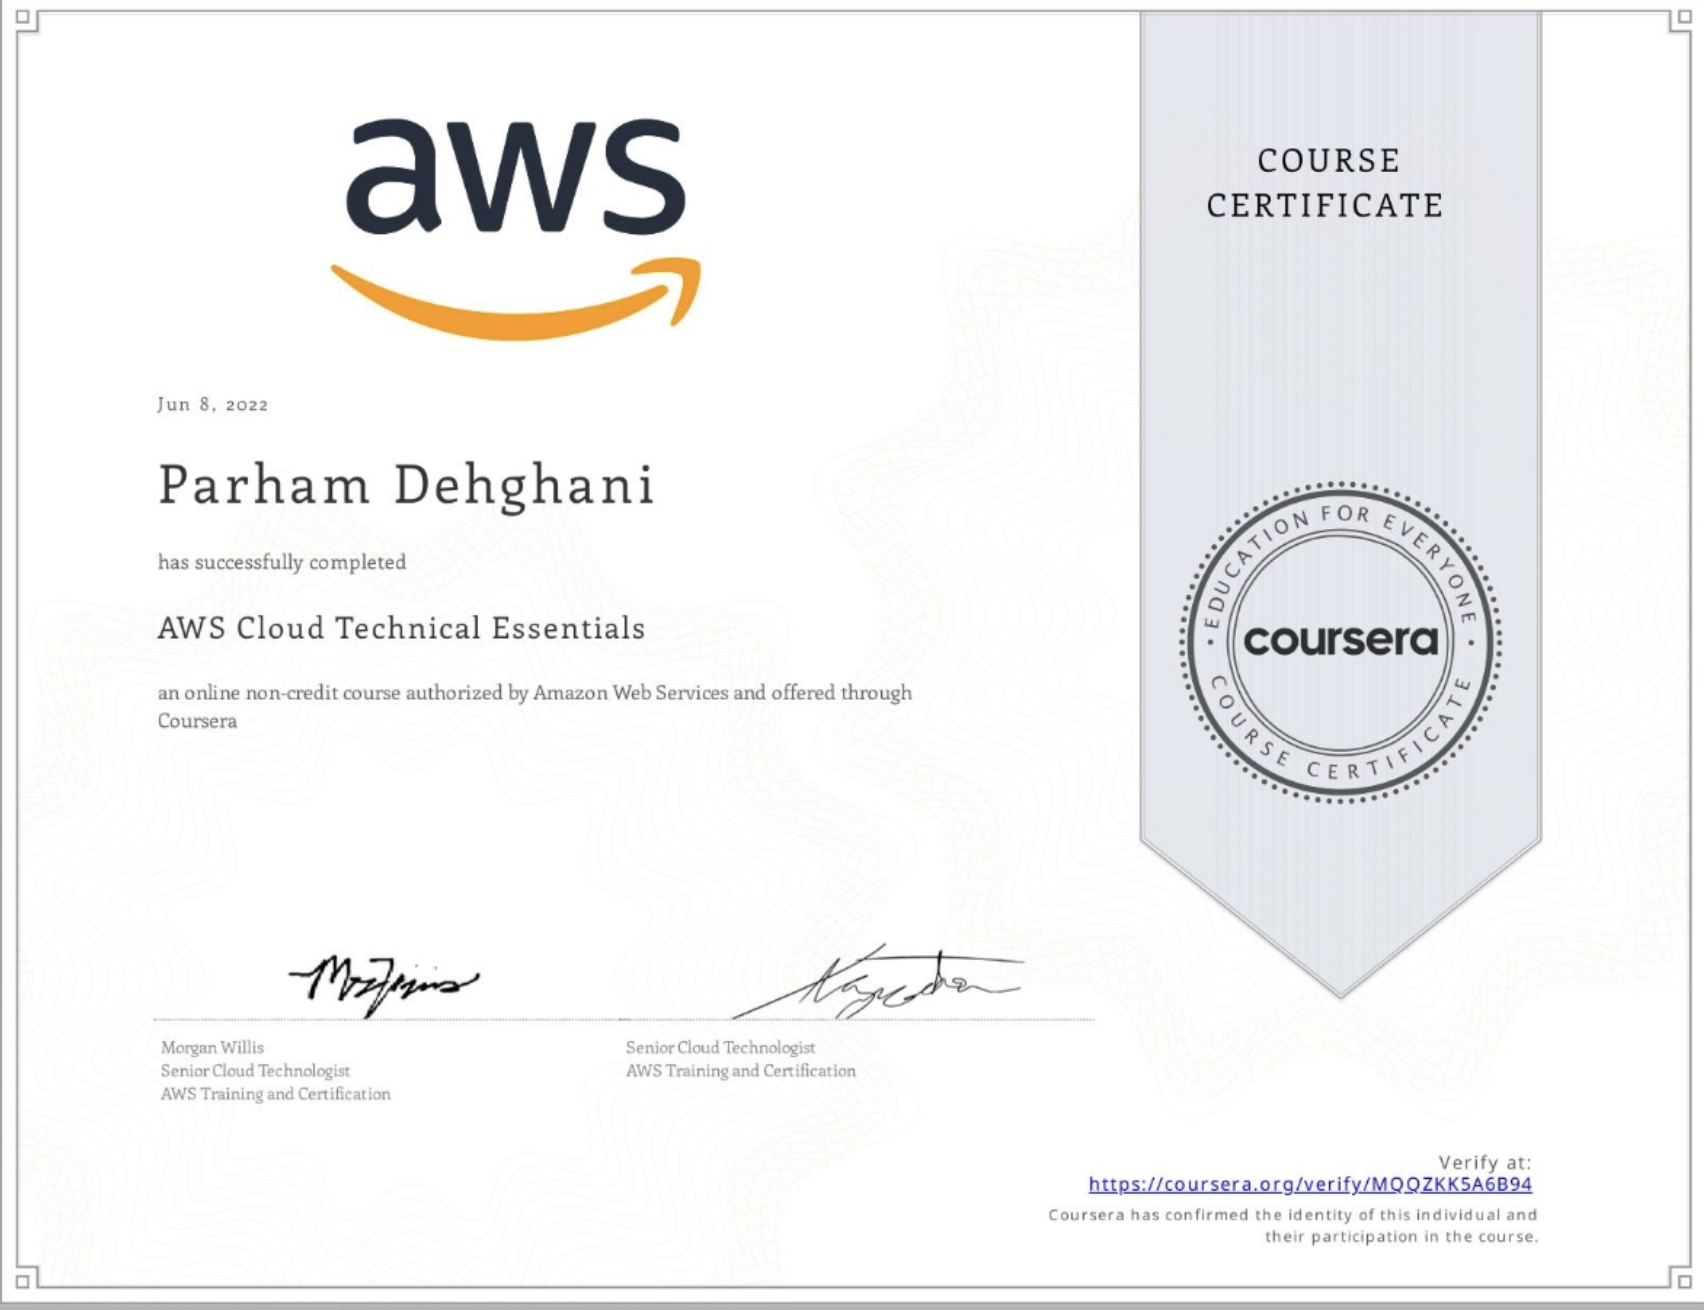 aws
COURSE
CERTIFICATE
Jun 8, 2022
Parham Dehghani
has successfully completed
AWS Cloud Technical Essentials
an online non-credit course authorized by Amazon Web Services and offered through
Coursera
EDUCATION FOR EVERYONE
coursera
COURSE CERTIFICATE
Morgan Willis
Senior Cloud Technologist
AWS Training and Certification
Senior Cloud Technologist
AWS Training and Certification
Verify at:
https://coursera.org/verify/MQQZKK5A6B94
Coursera has confirmed the identity of this individual and
their participation in the course.